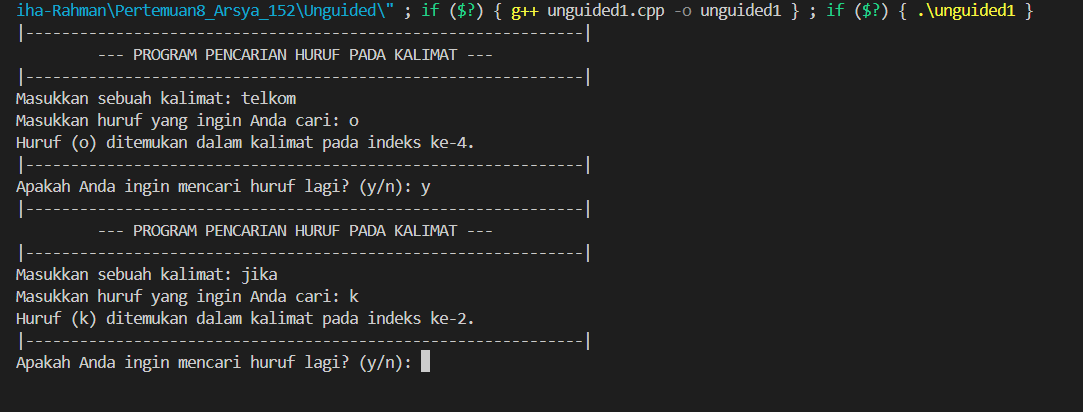 iha-Rahman\Pertemuan8_Arsya_152\Unguided\" ; if ($?) { g++ unguided1.cpp -o unguided1 } ; if ($?) { .\unguided1 }
|--------------------------------------------------------------|
--- PROGRAM PENCARIAN HURUF PADA KALIMAT ---
|--------------------------------------------------------------|
Masukkan sebuah kalimat: telkom
Masukkan huruf yang ingin Anda cari: o
Huruf (o) ditemukan dalam kalimat pada indeks ke-4.
|--------------------------------------------------------------|
Apakah Anda ingin mencari huruf lagi? (y/n): y
|--------------------------------------------------------------|
--- PROGRAM PENCARIAN HURUF PADA KALIMAT ---
|--------------------------------------------------------------|
Masukkan sebuah kalimat: jika
Masukkan huruf yang ingin Anda cari: k
Huruf (k) ditemukan dalam kalimat pada indeks ke-2.
|--------------------------------------------------------------|
Apakah Anda ingin mencari huruf lagi? (y/n):